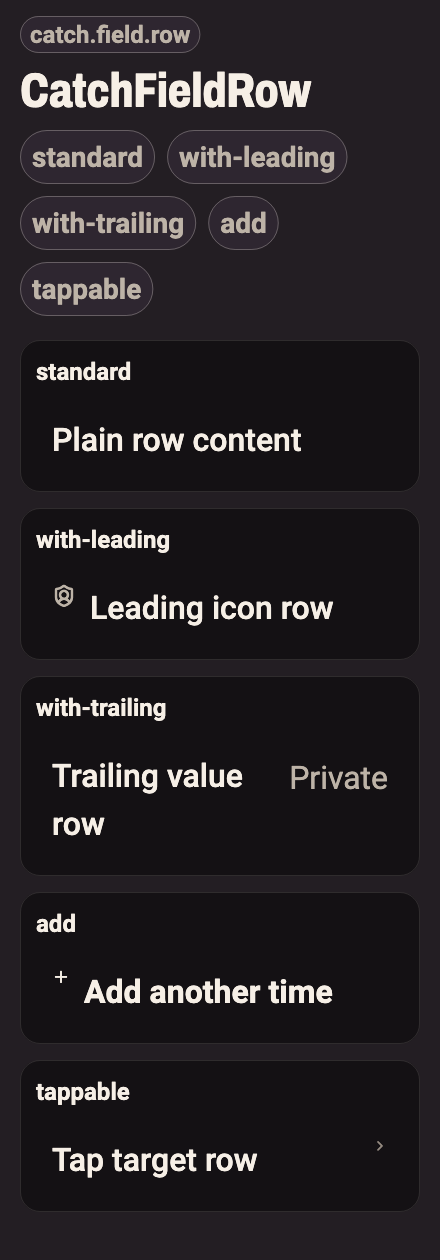 catch.field.row
CatchFieldRow
standard with-leading
with-trailing add
tappable
standard
Plain row content
with-leading
Leading icon row
with-trailing
Trailing value Private
row
add
+ Add another time
tappable
Tap target row ›